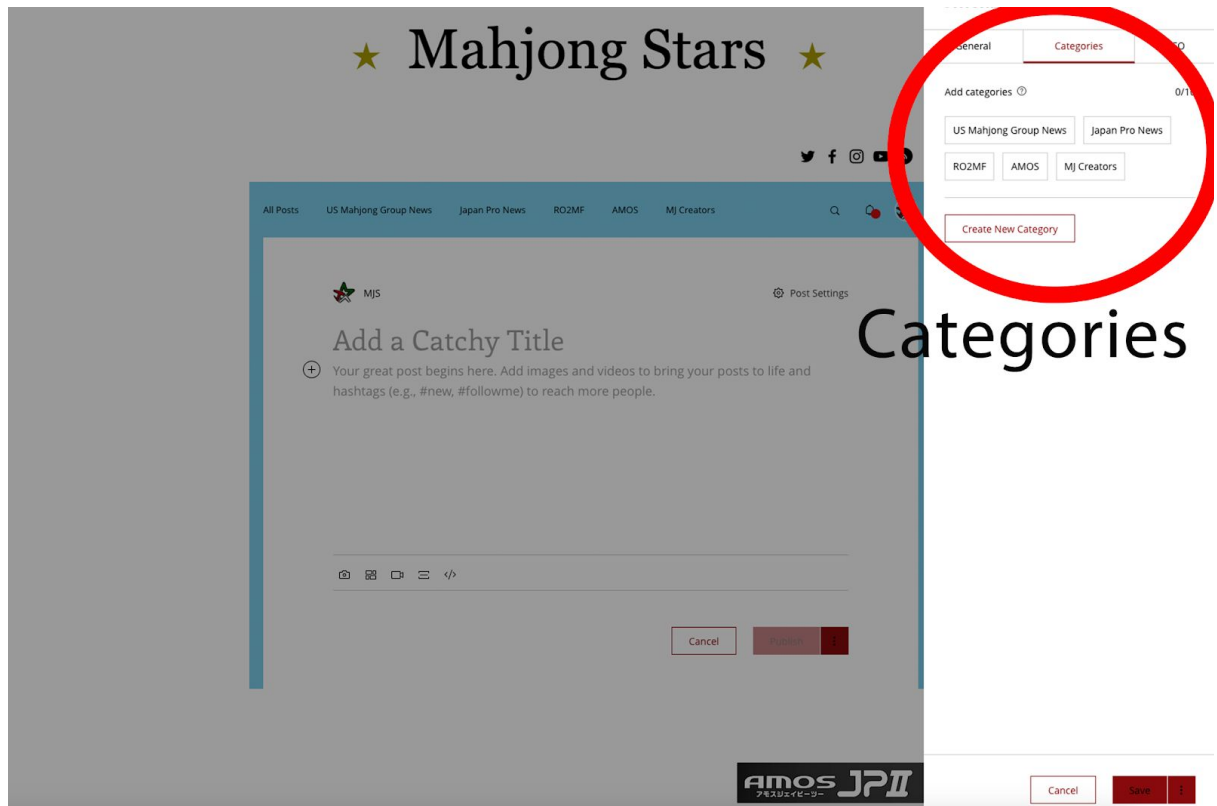 ★ Mahjong Stars ★
General Categories
Add categories
US Mahjong Group News Japan Pro News
RO2MF AMOS MJ Creators
Create New Category
Categories
All Posts US Mahjong Group News Japan Pro News RO2MF AMOS MJ Creators
MJS Post Settings
Add a Catchy Title
Your great post begins here. Add images and videos to bring your posts to life and
hashtags (e.g., #new, #followme) to reach more people.
Cancel Publish
AMOS JPII
アモスジェイピーツー
Cancel Save